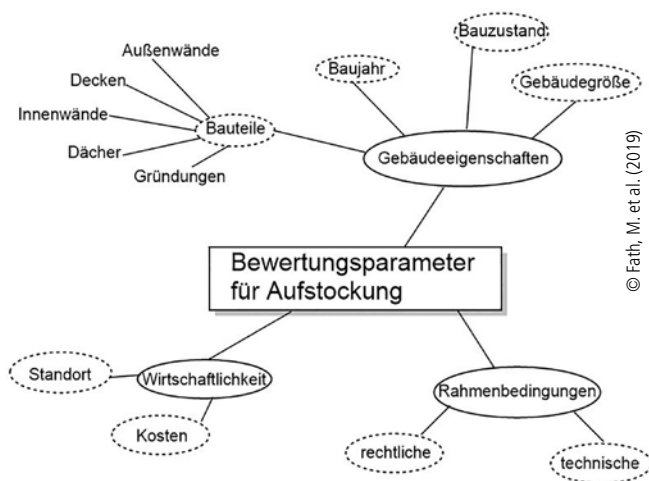 Außenwände
Decken
Innenwände
Dächer
Gründungen
Bauteile
Baujahr
Bauzustand
Gebäudegröße
Gebäudeeigenschaften
Bewertungsparameter
für Aufstockung
Standort
Wirtschaftlichkeit
Kosten
Rahmenbedingungen
rechtliche
technische
© Fath, M. et al. (2019)